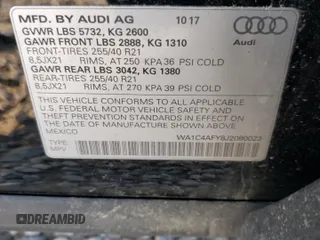 MFD. BY AUDI AG 10 17
GVWR LBS 5732, KG 2600
GAWR FRONT LBS 2888, KG 1310
FRONT-TIRES 255/40 R21
8,5JX21 RIMS, AT 250 KPA 36 PSI COLD
GAWR REAR LBS 3042, KG 1380
REAR-TIRES 255/40 R21
8,5JX21 RIMS, AT 270 KPA 39 PSI COLD
Audi
THIS VEHICLE CONFORMS TO ALL APPLICABLE
U.S. FEDERAL MOTOR VEHICLE SAFETY AND
THEFT PREVENTION STANDARDS IN EFFECT ON
THE DATE OF MANUFACTURE SHOWN ABOVE.
MEXICO
TYPE:
MPV WA1C4AFY8J2080023
DREAMBID